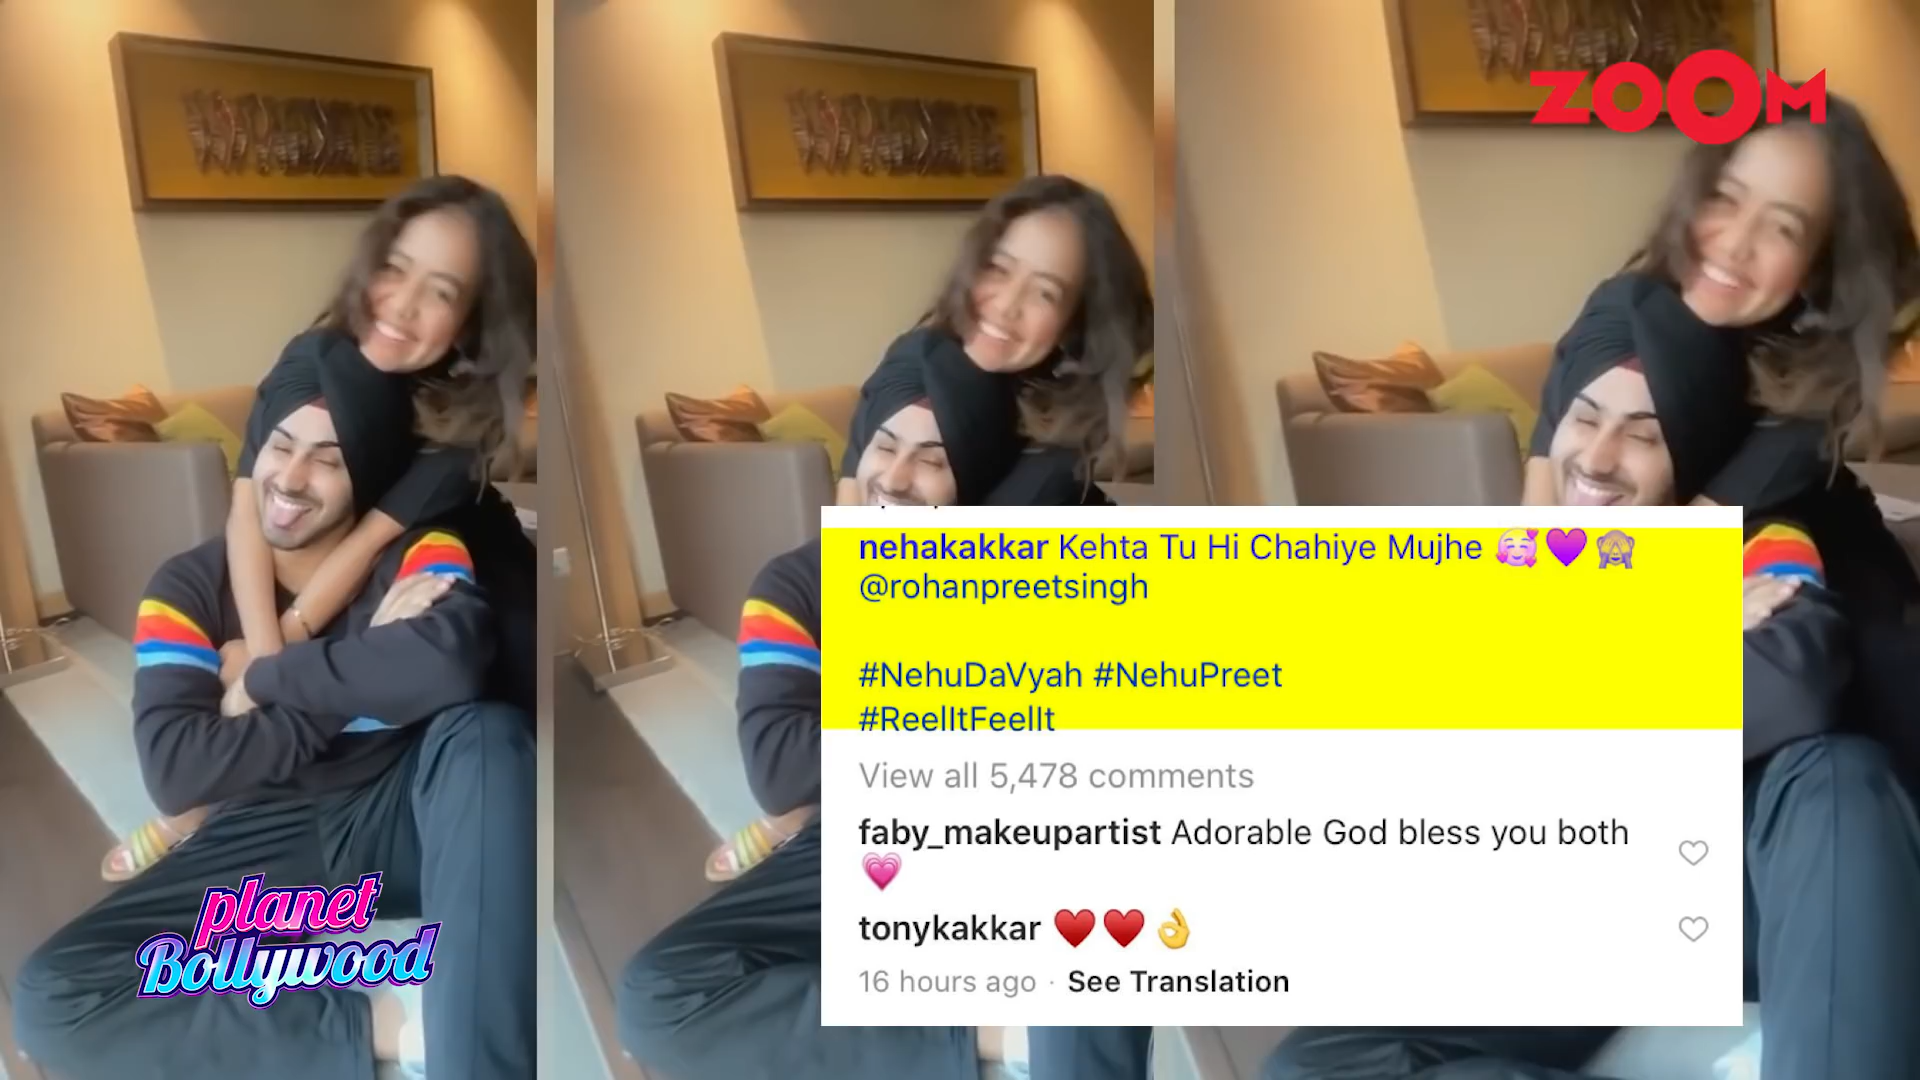 ZOOM
nehakakkar Kehta Tu Hi Chahiye Mujhe 🥰💜🙈
@rohanpreetsingh
#NehuDaVyah #NehuPreet
#ReelItFeelIt
View all 5,478 comments
faby_makeupartist Adorable God bless you both
💗
tonykakkar ❤️❤️👌
16 hours ago · See Translation
planet
Bollywood